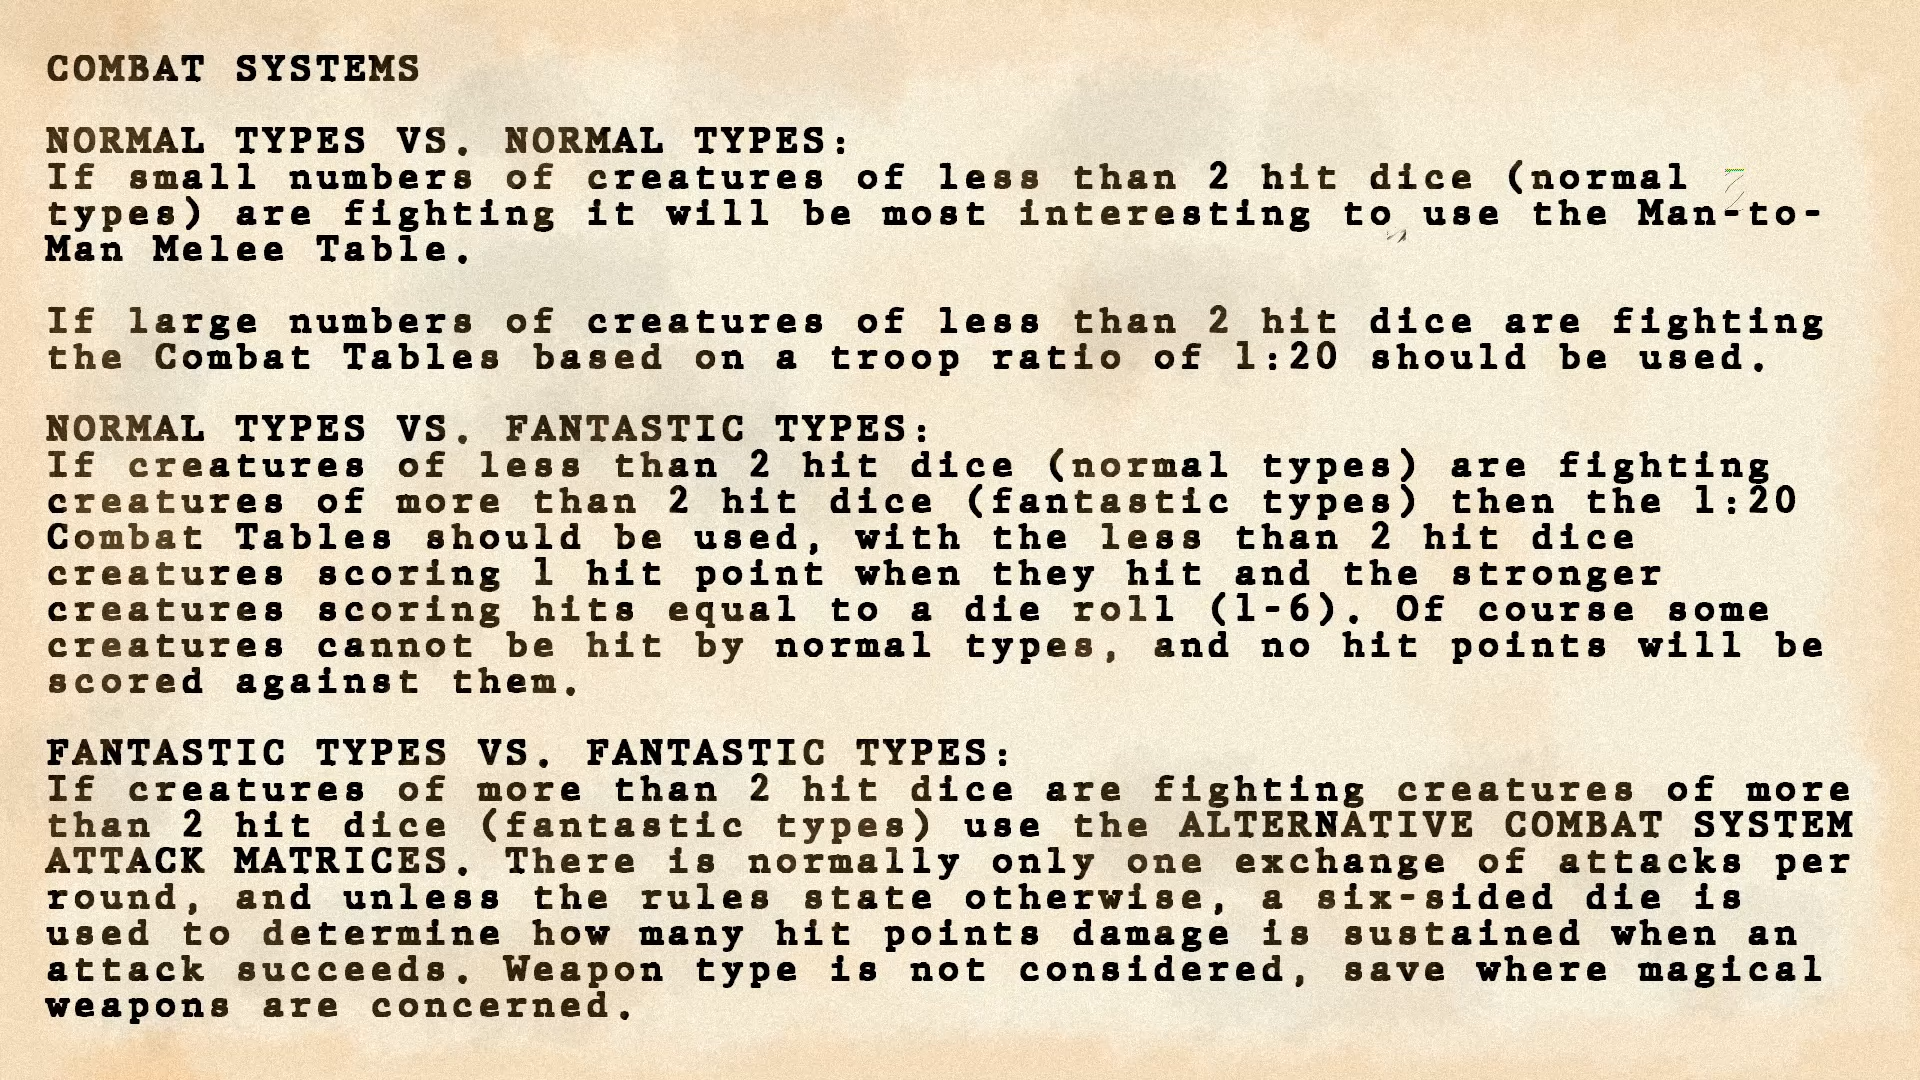 COMBAT SYSTEMS
NORMAL TYPES VS. NORMAL TYPES:
If small numbers of creatures of less than 2 hit dice (normal
types) are fighting it will be most interesting to use the Man-to-
Man Melee Table.
If large numbers of creatures of less than 2 hit dice are fighting
the Combat Tables based on a troop ratio of 1:20 should be used.
NORMAL TYPES VS. FANTASTIC TYPES:
If creatures of less than 2 hit dice (normal types) are fighting
creatures of more than 2 hit dice (fantastic types) then the 1:20
Combat Tables should be used, with the less than 2 hit dice
creatures scoring 1 hit point when they hit and the stronger
creatures scoring hits equal to a die roll (1-6). Of course some
creatures cannot be hit by normal types, and no hit points will be
scored against them.
FANTASTIC TYPES VS. FANTASTIC TYPES:
If creatures of more than 2 hit dice are fighting creatures of more
than 2 hit dice (fantastic types) use the ALTERNATIVE COMBAT SYSTEM
ATTACK MATRICES. There is normally only one exchange of attacks per
round, and unless the rules state otherwise, a six-sided die is
used to determine how many hit points damage is sustained when an
attack succeeds. Weapon type is not considered, save where magical
weapons are concerned.